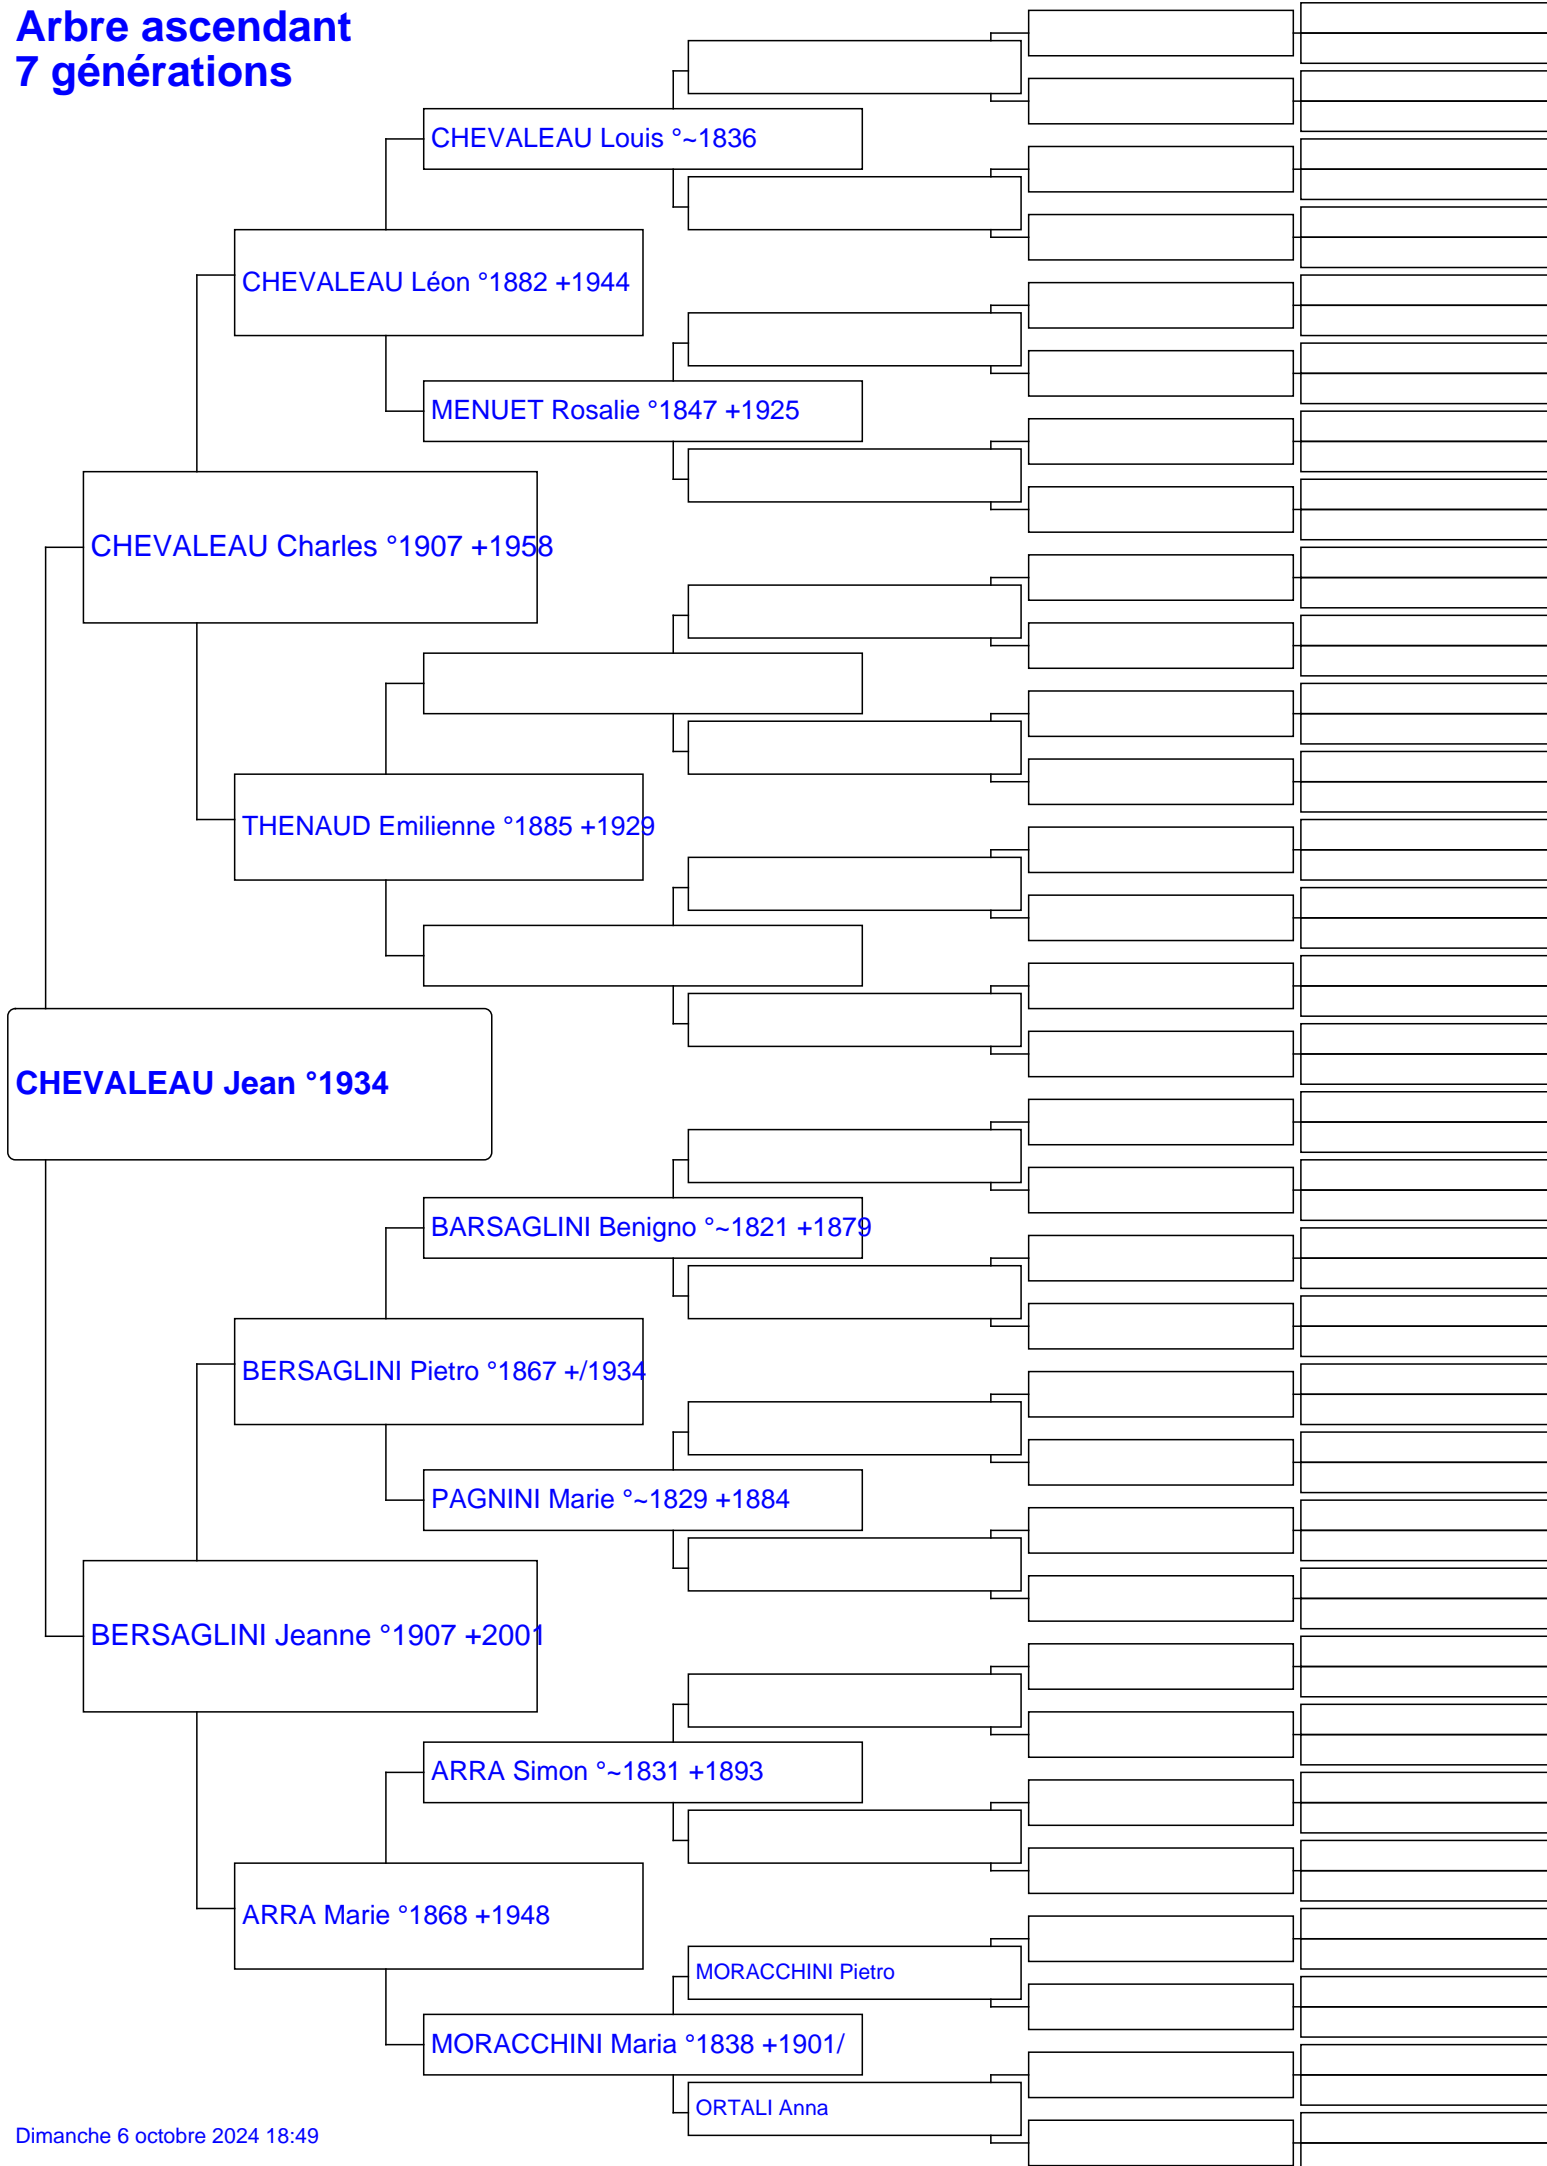 Arbre ascendant
7 générations
CHEVALEAU Louis °~1836
CHEVALEAU Léon °1882 +1944
MENUET Rosalie °1847 +1925
CHEVALEAU Charles °1907 +1958
THENAUD Emilienne °1885 +1929
CHEVALEAU Jean °1934
BARSAGLINI Benigno °~1821 +1879
BERSAGLINI Pietro °1867 +/1934
PAGNINI Marie °~1829 +1884
BERSAGLINI Jeanne °1907 +2001
ARRA Simon °~1831 +1893
ARRA Marie °1868 +1948
MORACCHINI Pietro
MORACCHINI Maria °1838 +1901/
ORTALI Anna
Dimanche 6 octobre 2024 18:49